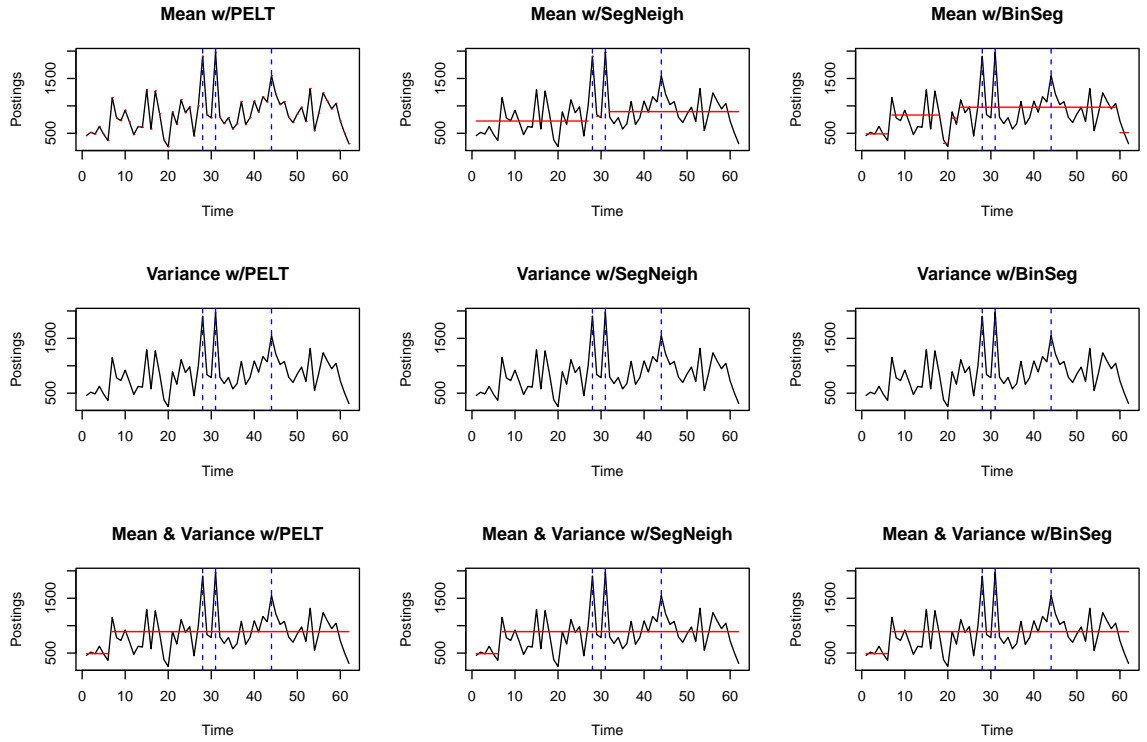 Mean w/PELT
Postings
500
1500
0 10 20 30 40 50 60
Time
Mean w/SegNeigh
Postings
500
1500
0 10 20 30 40 50 60
Time
Mean w/BinSeg
Postings
500
1500
0 10 20 30 40 50 60
Time
Variance w/PELT
Postings
500
1500
0 10 20 30 40 50 60
Time
Variance w/SegNeigh
Postings
500
1500
0 10 20 30 40 50 60
Time
Variance w/BinSeg
Postings
500
1500
0 10 20 30 40 50 60
Time
Mean & Variance w/PELT
Postings
500
1500
0 10 20 30 40 50 60
Time
Mean & Variance w/SegNeigh
Postings
500
1500
0 10 20 30 40 50 60
Time
Mean & Variance w/BinSeg
Postings
500
1500
0 10 20 30 40 50 60
Time